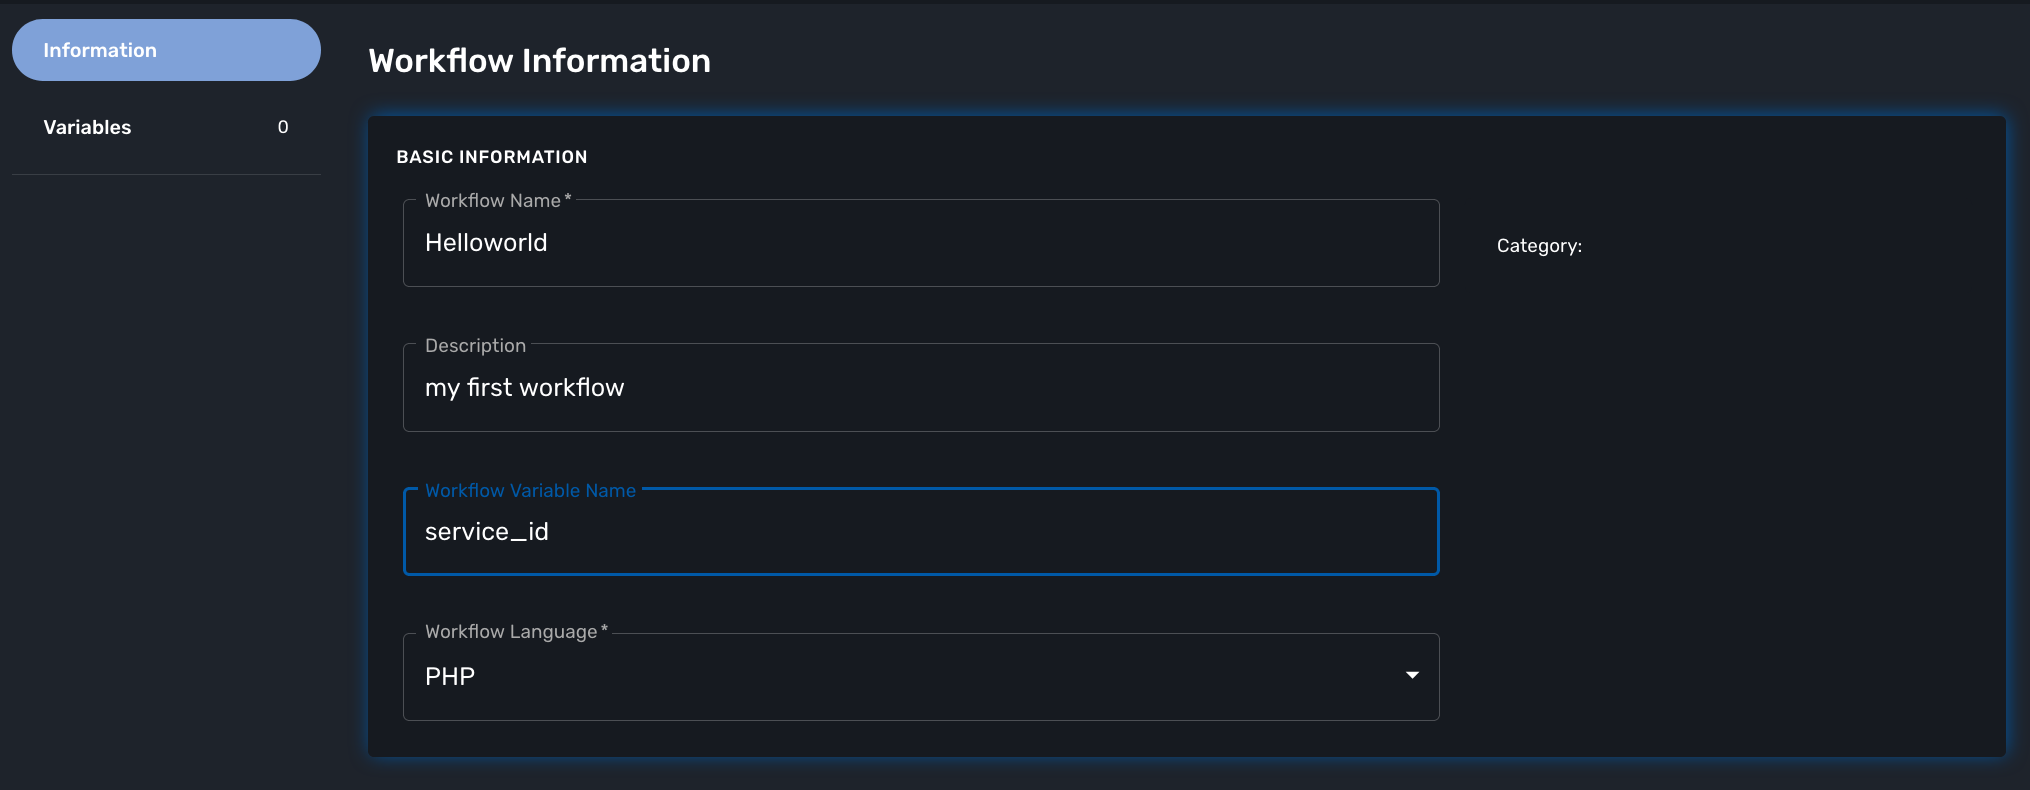 Information
Variables 0
Workflow Information
BASIC INFORMATION
Workflow Name *
Helloworld
Category:
Description
my first workflow
Workflow Variable Name
service_id
Workflow Language *
PHP